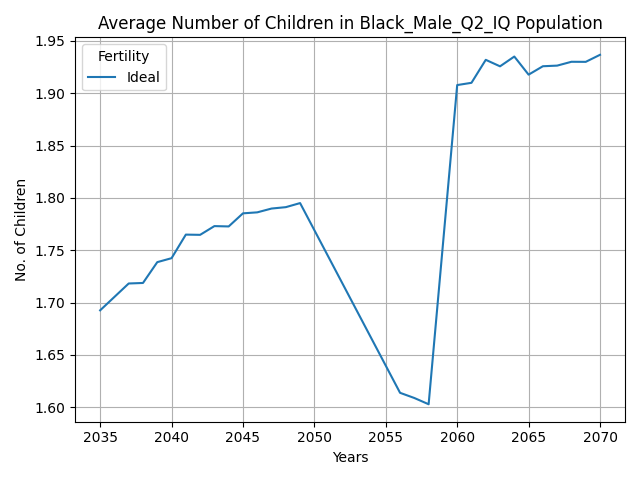 Average Number of Children in Black_Male_Q2_IQ Population
Fertility
Ideal
No. of Children
1.95
1.90
1.85
1.80
1.75
1.70
1.65
1.60
2035 2040 2045 2050 2055 2060 2065 2070
Years